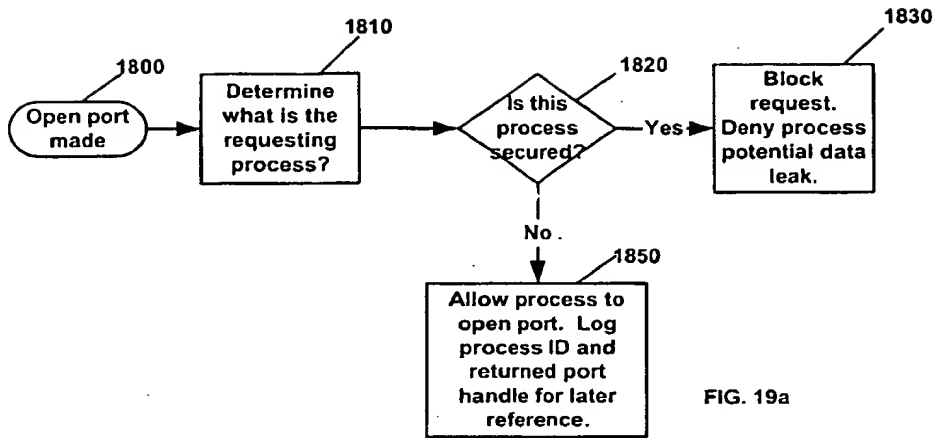 1800
Open port
made
1810
Determine
what is the
requesting
process?
1820
Is this
process
secured?
Yes
1830
Block
request.
Deny process
potential data
leak.
No.
1850
Allow process to
open port. Log
process ID and
returned port
handle for later
reference.
FIG. 19a